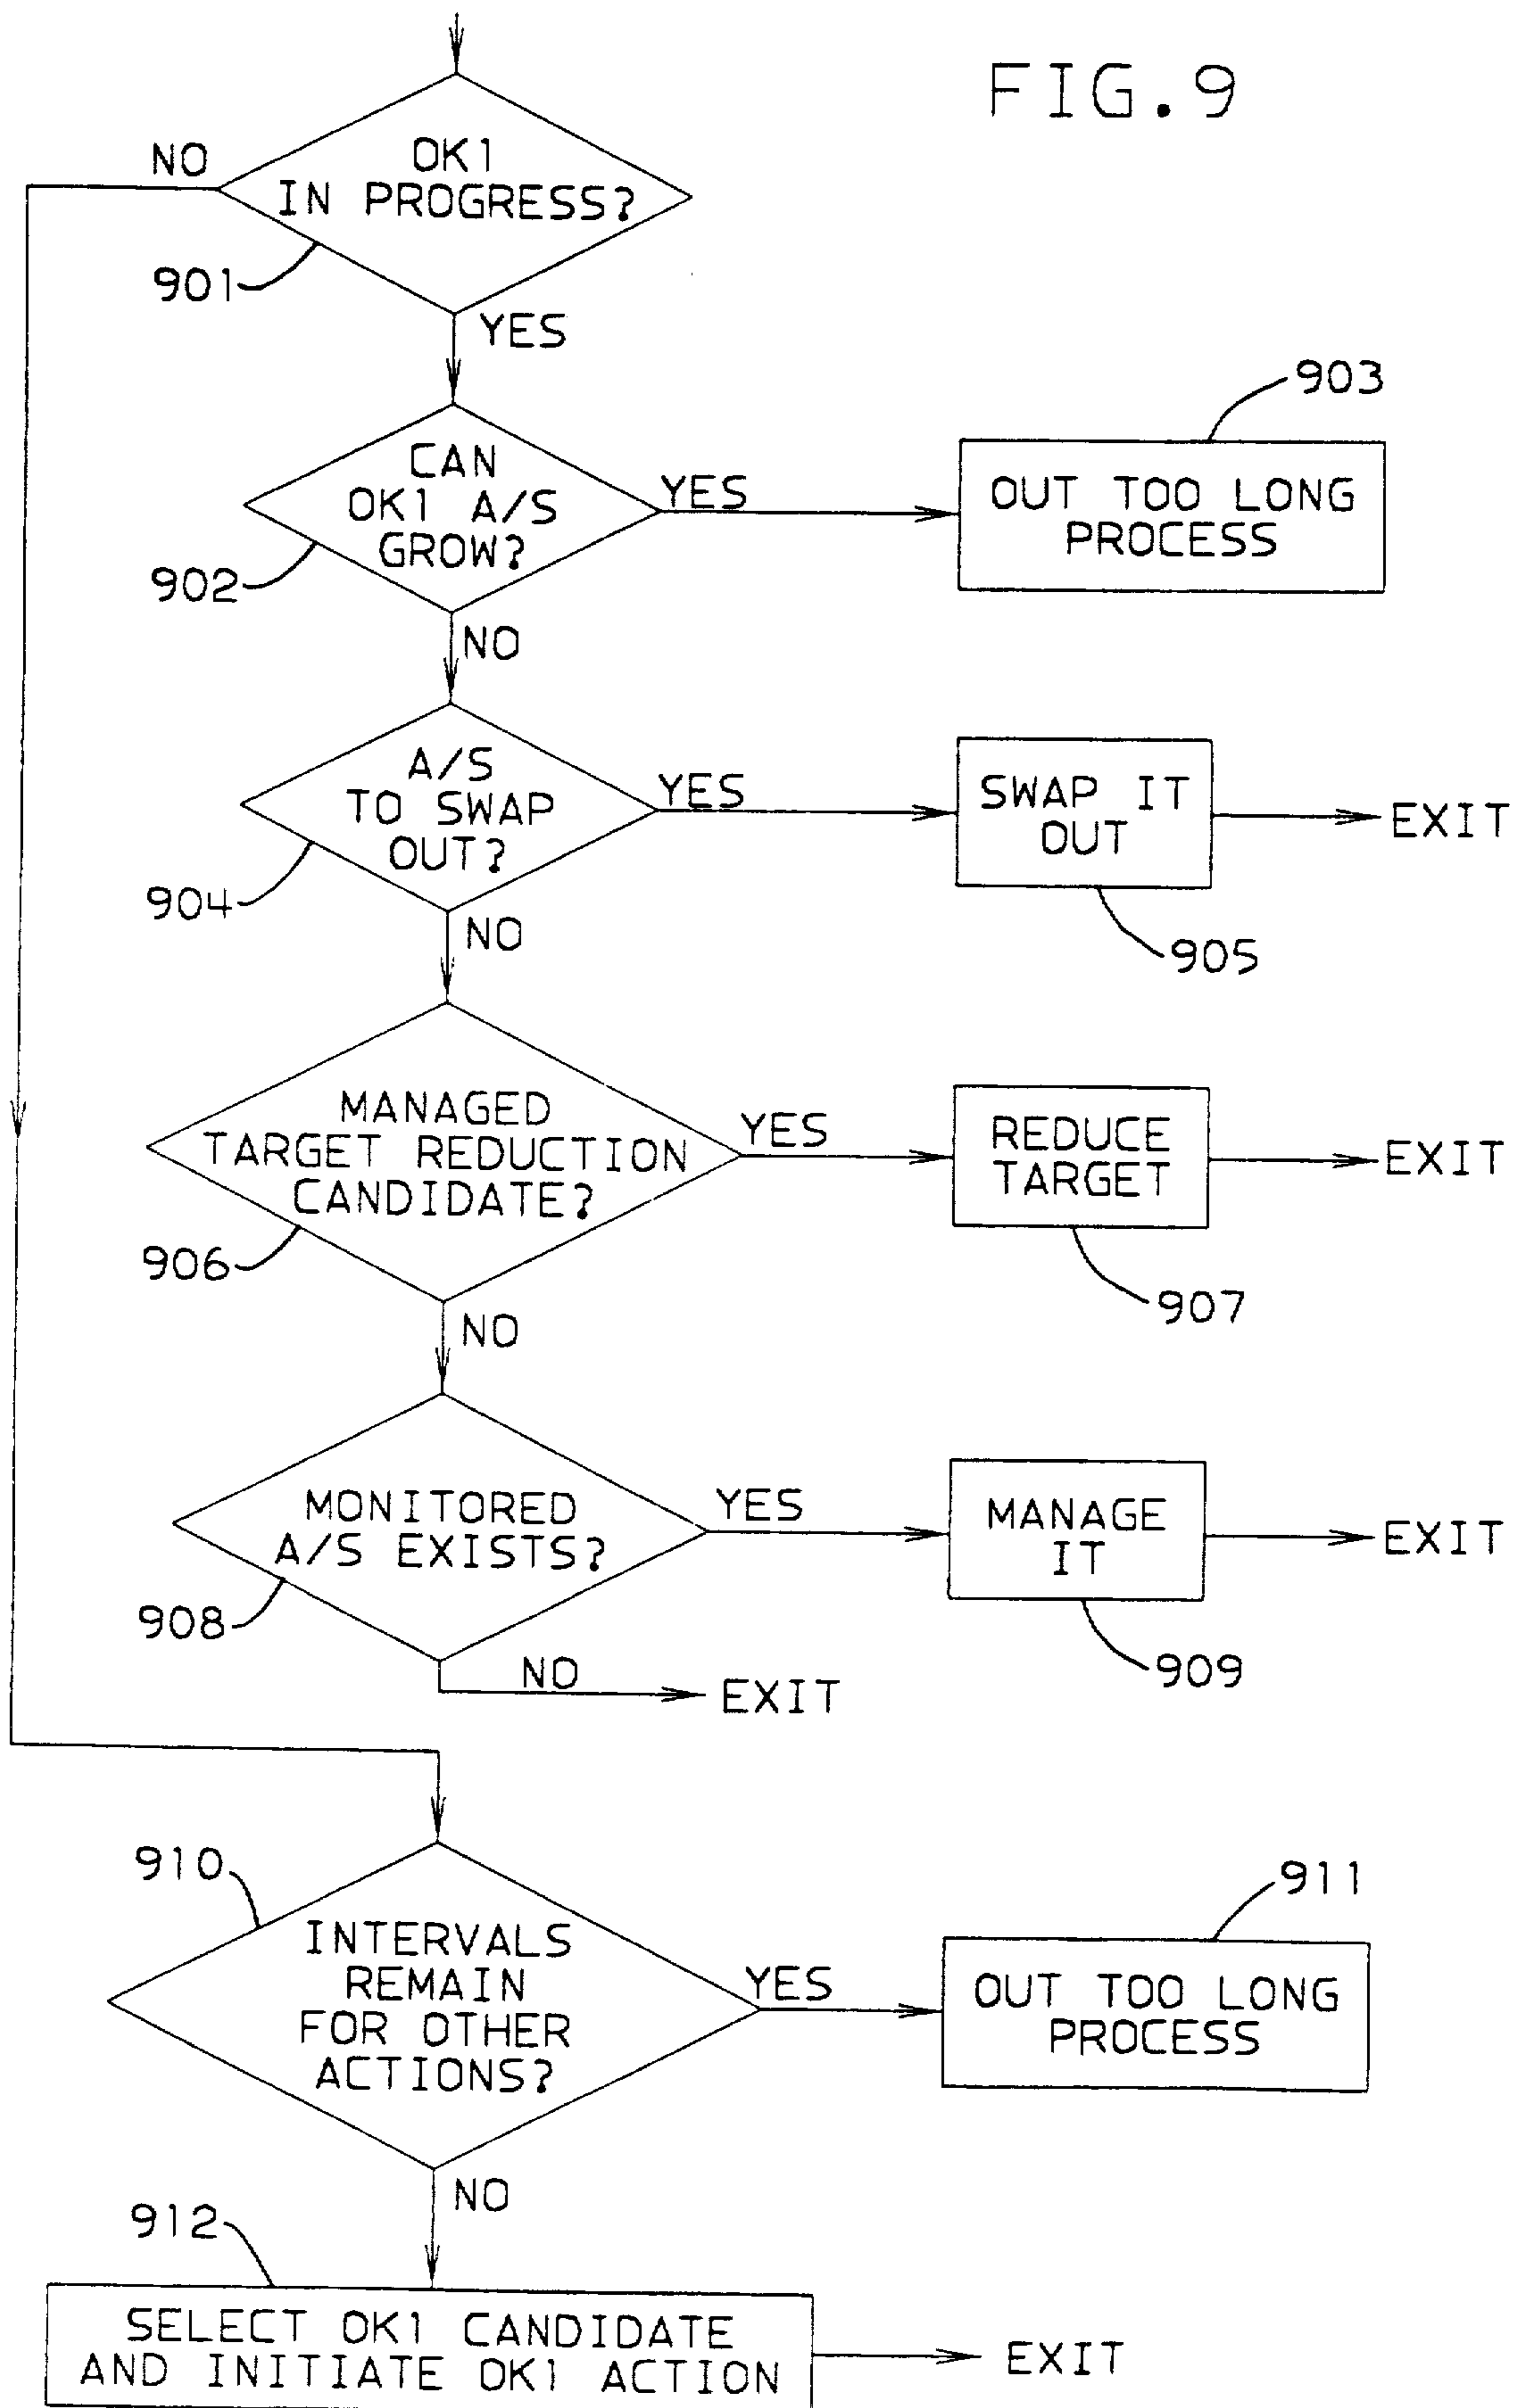 FIG.9
NO
OK1
IN PROGRESS?
901
YES
903
CAN
OK1 A/S
GROW?
YES
OUT TOO LONG
PROCESS
902
NO
A/S
TO SWAP
OUT?
YES
SWAP IT
OUT
EXIT
904
NO
905
MANAGED
TARGET REDUCTION
CANDIDATE?
YES
REDUCE
TARGET
EXIT
906
907
NO
MONITORED
A/S EXISTS?
YES
MANAGE
IT
EXIT
908
909
NO
EXIT
910
911
INTERVALS
REMAIN
FOR OTHER
ACTIONS?
YES
OUT TOO LONG
PROCESS
NO
912
SELECT OK1 CANDIDATE
AND INITIATE OK1 ACTION
EXIT